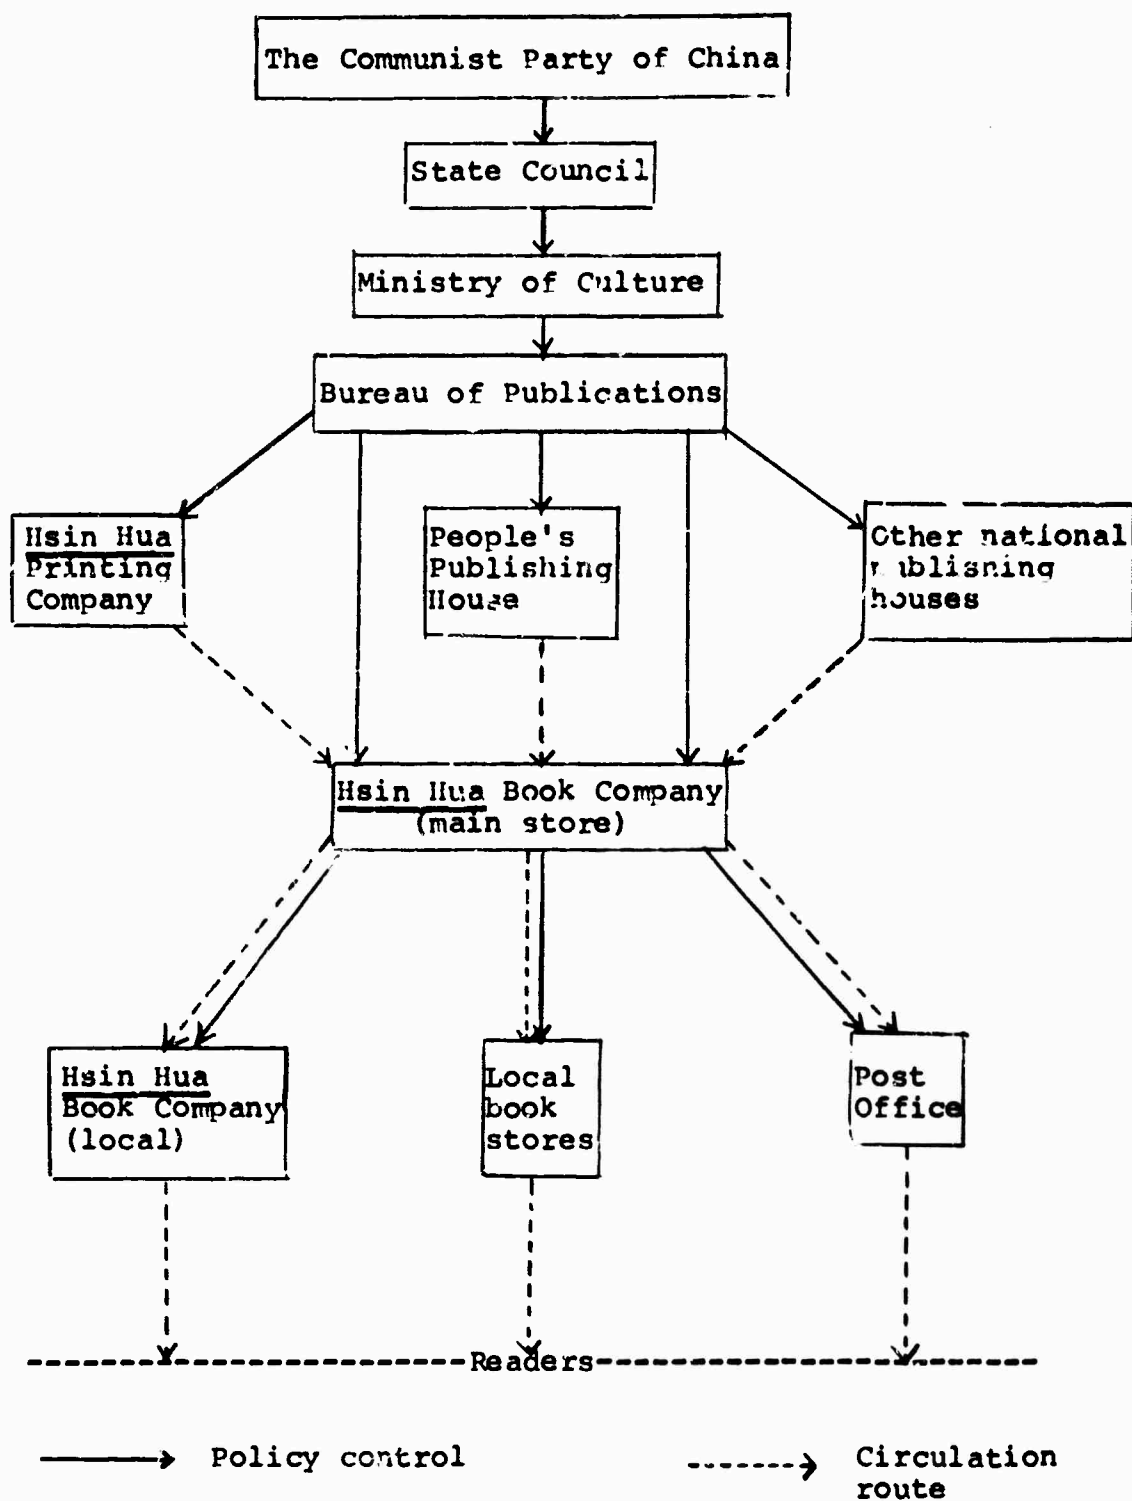 The Communist Party of China
State Council
Ministry of Culture
Bureau of Publications
Hsin Hua
Printing
Company
People's
Publishing
House
Other national
publishing
houses
Hsin Hua Book Company
(main store)
Hsin Hua
Book Company
(local)
Local
book
stores
Post
Office
Readers
Policy control
Circulation
route